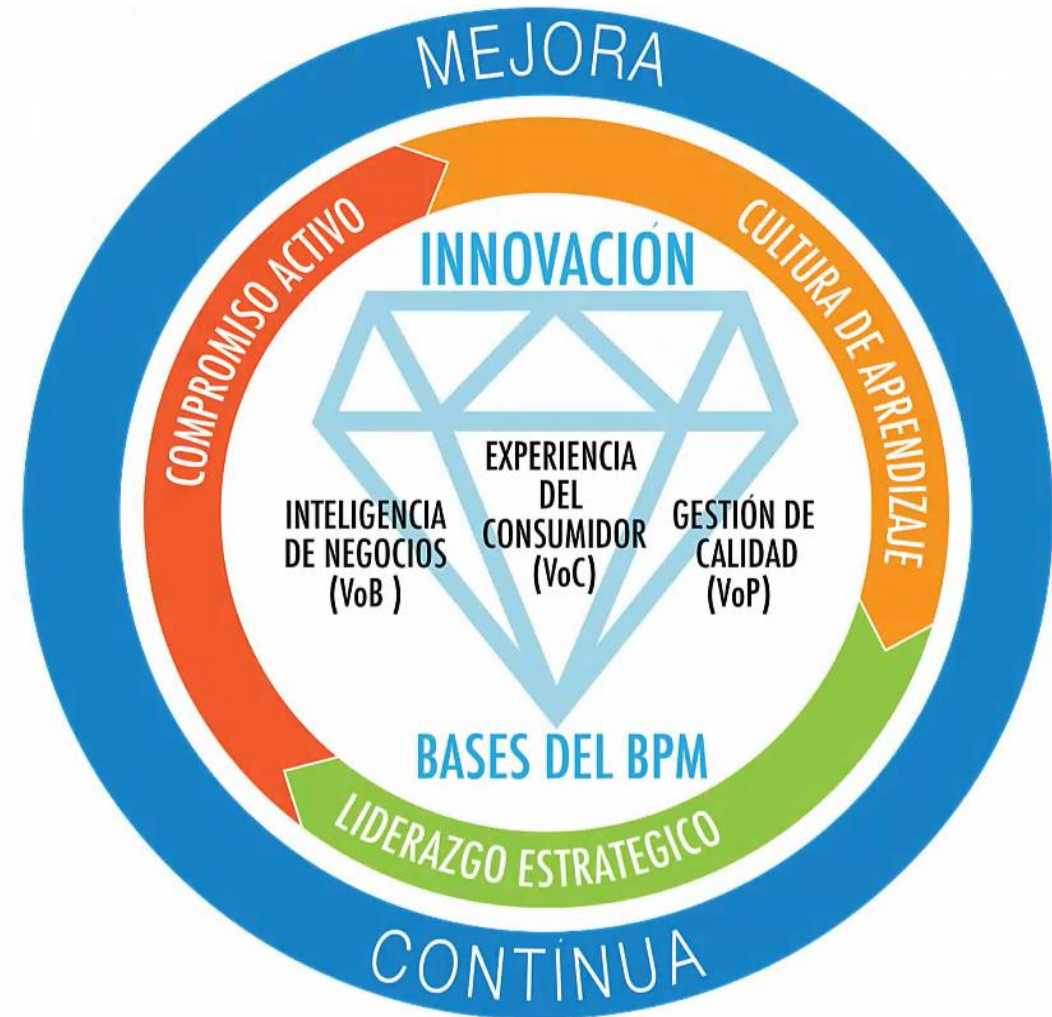 MEJORA
COMPROMISO ACTIVO
CULTURA DE APRENDIZAJE
INNOVACIÓN
EXPERIENCIA
DEL
CONSUMIDOR
(VoC)
INTELIGENCIA
DE NEGOCIOS
(VoB )
GESTIÓN DE
CALIDAD
(VoP)
BASES DEL BPM
LIDERAZGO ESTRATEGICO
CONTÍNUA